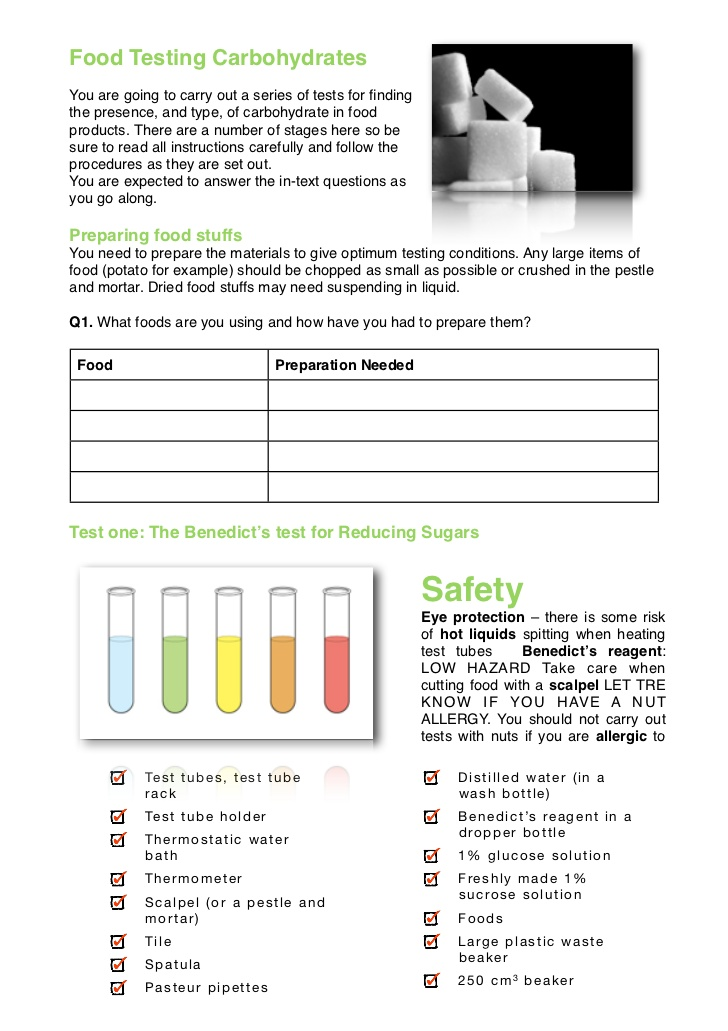 Food Testing Carbohydrates
You are going to carry out a series of tests for finding
the presence, and type, of carbohydrate in food
products. There are a number of stages here so be
sure to read all instructions carefully and follow the
procedures as they are set out.
You are expected to answer the in-text questions as
you go along.
Preparing food stuffs
You need to prepare the materials to give optimum testing conditions. Any large items of
food (potato for example) should be chopped as small as possible or crushed in the pestle
and mortar. Dried food stuffs may need suspending in liquid.
Q1. What foods are you using and how have you had to prepare them?
Food
Preparation Needed
Test one: The Benedict's test for Reducing Sugars
Safety
Eye protection – there is some risk
of hot liquids spitting when heating
test tubes Benedict's reagent:
LOW HAZARD Take care when
cutting food with a scalpel LET TRE
KNOW IF YOU HAVE A NUT
ALLERGY. You should not carry out
tests with nuts if you are allergic to
Test tubes, test tube
rack
Test tube holder
Thermostatic water
bath
Thermometer
Scalpel (or a pestle and
mortar)
Tile
Spatula
Pasteur pipettes
Distilled water (in a
wash bottle)
Benedict's reagent in a
dropper bottle
1% glucose solution
Freshly made 1%
sucrose solution
Foods
Large plastic waste
beaker
250 cm³ beaker